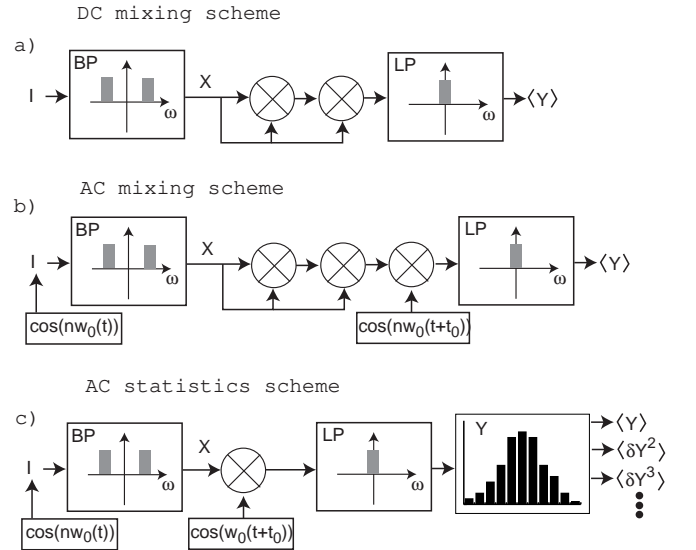 DC mixing scheme
a)
I
BP
ω
X
LP
ω
⟨Y⟩
AC mixing scheme
b)
I
BP
ω
X
LP
ω
⟨Y⟩
cos(nw₀(t))
cos(nw₀(t+t₀))
AC statistics scheme
c)
I
BP
ω
X
LP
ω
Y
⟨Y⟩
⟨δY²⟩
⟨δY³⟩
cos(nw₀(t))
cos(w₀(t+t₀))